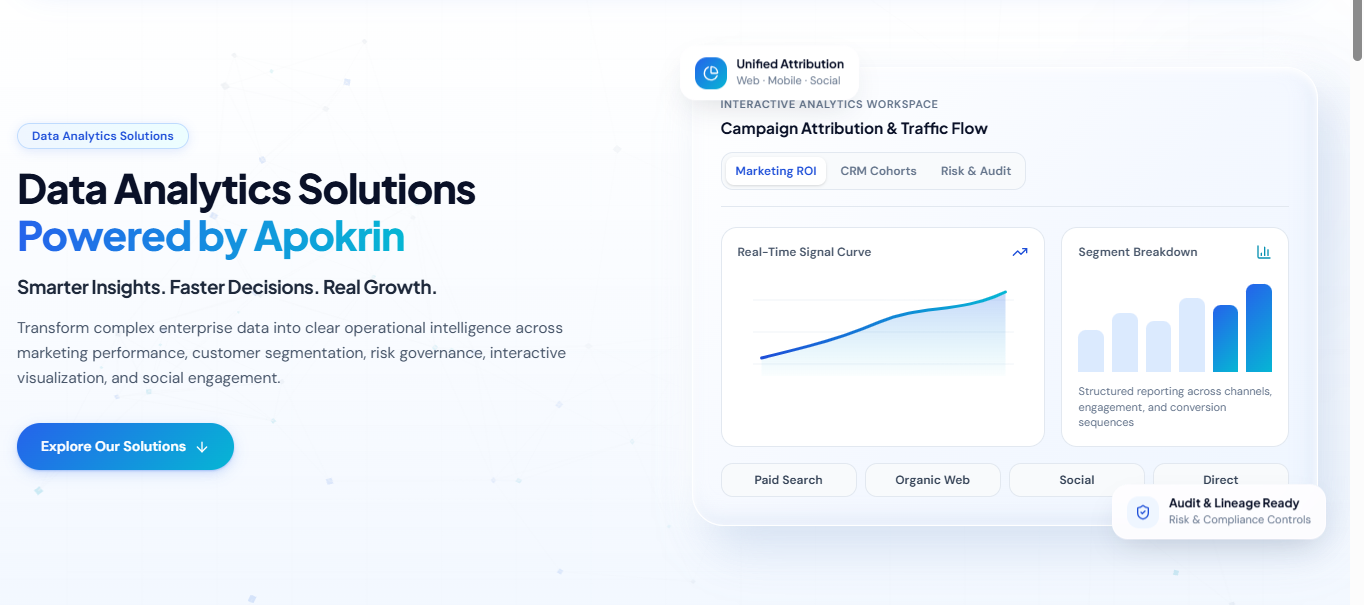 Data Analytics Solutions
Data Analytics Solutions
Powered by Apokrin
Smarter Insights. Faster Decisions. Real Growth.
Transform complex enterprise data into clear operational intelligence across
marketing performance, customer segmentation, risk governance, interactive
visualization, and social engagement.
Explore Our Solutions
Unified Attribution
Web · Mobile · Social
INTERACTIVE ANALYTICS WORKSPACE
Campaign Attribution & Traffic Flow
Marketing ROI CRM Cohorts Risk & Audit
Real-Time Signal Curve
Segment Breakdown
Structured reporting across channels,
engagement, and conversion
sequences
Paid Search Organic Web Social Direct
Audit & Lineage Ready
Risk & Compliance Controls